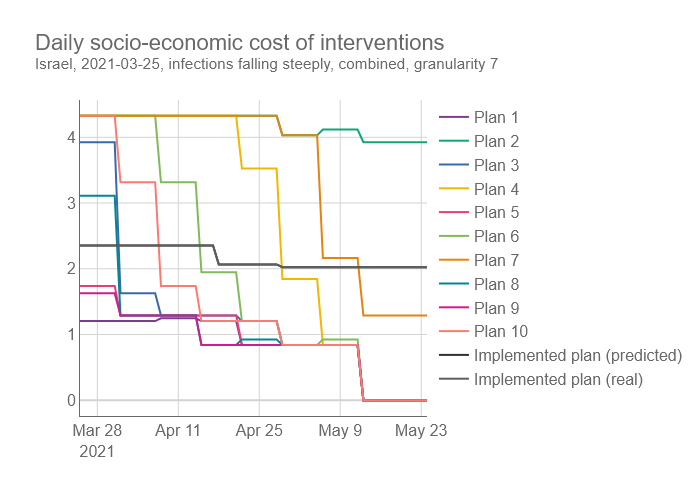 Daily socio-economic cost of interventions
Israel, 2021-03-25, infections falling steeply, combined, granularity 7
4
3
2
1
0
Mar 28
2021
Apr 11
Apr 25
May 9
May 23
Plan 1
Plan 2
Plan 3
Plan 4
Plan 5
Plan 6
Plan 7
Plan 8
Plan 9
Plan 10
Implemented plan (predicted)
Implemented plan (real)